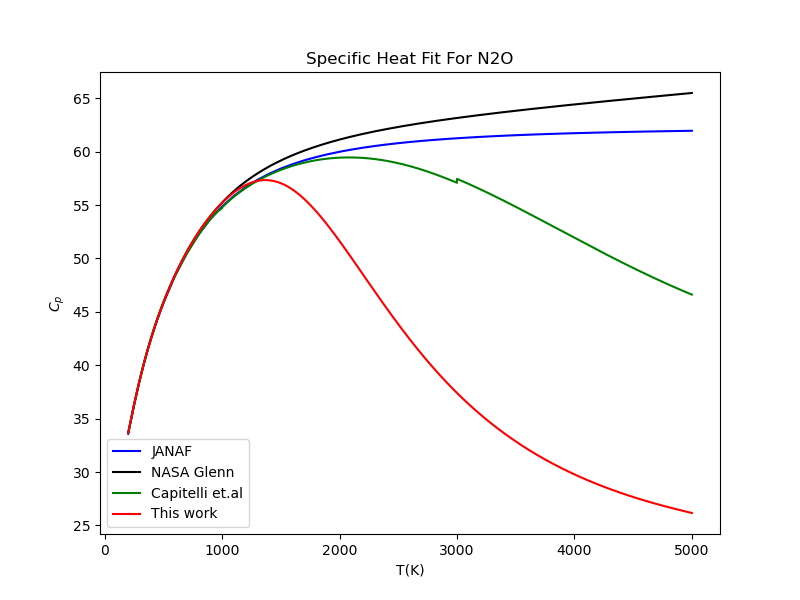 Specific Heat Fit For N2O
65
60
55
50
45
40
35
30
25
C_p
JANAF
NASA Glenn
Capitelli et.al
This work
0 1000 2000 3000 4000 5000
T(K)